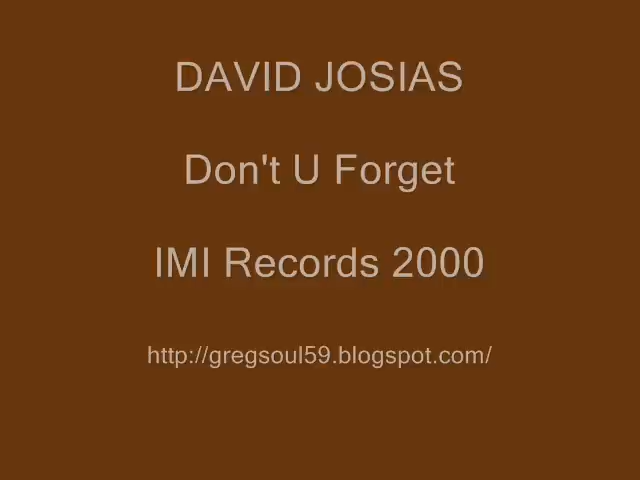 DAVID JOSIAS
Don't U Forget
IMI Records 2000
http://gregsoul59.blogspot.com/